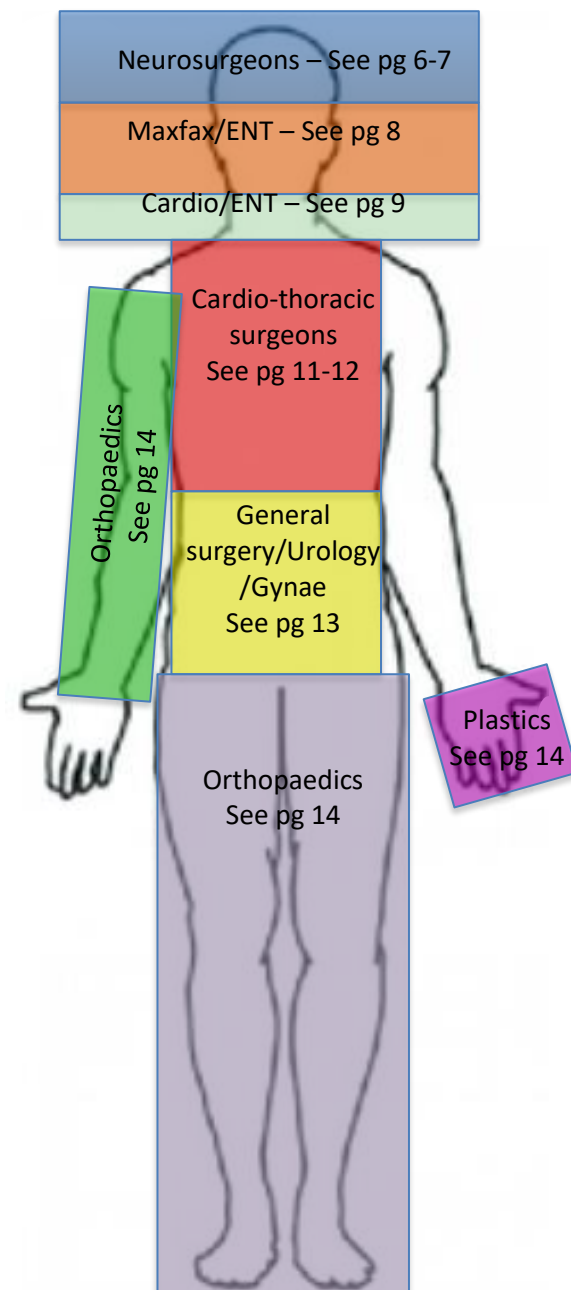 Neurosurgeons – See pg 6-7
Maxfax/ENT – See pg 8
Cardio/ENT – See pg 9
Cardio-thoracic
surgeons
See pg 11-12
Orthopaedics
See pg 14
General
surgery/Urology
/Gynae
See pg 13
Plastics
See pg 14
Orthopaedics
See pg 14